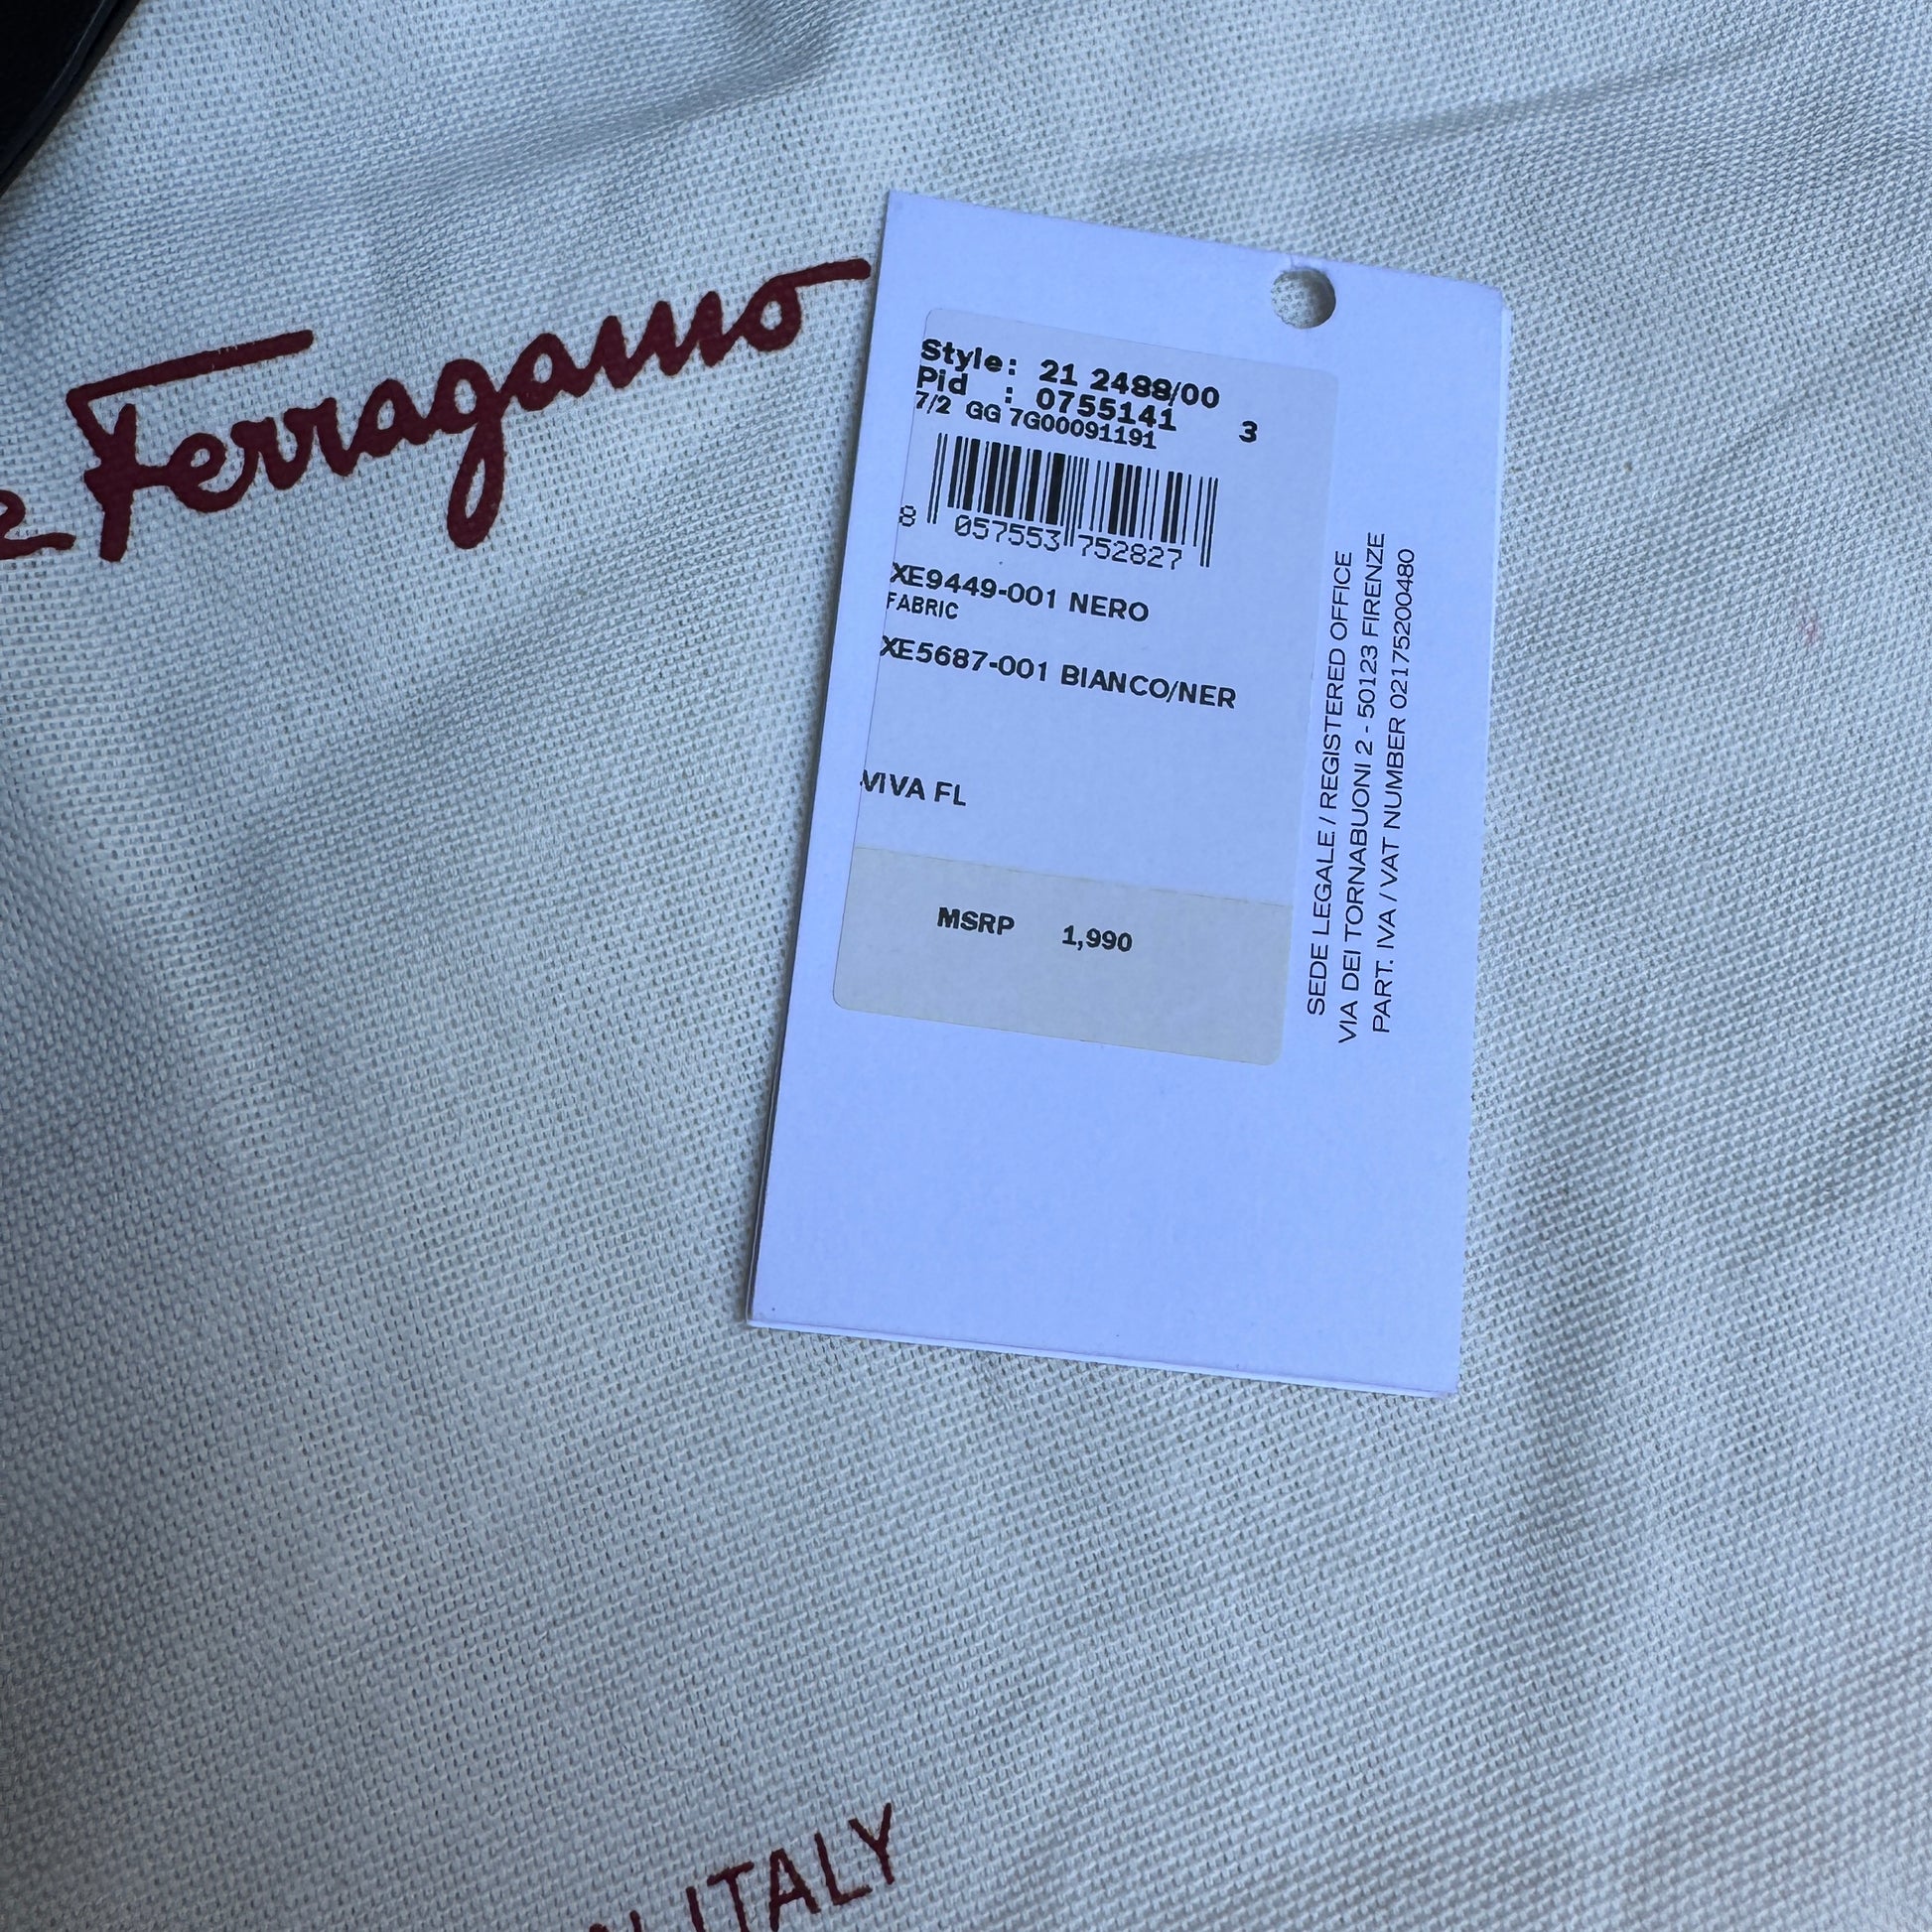 Ferragamo
Style: 21 2488/00
Pid : 0755141 3
7/2 GG 7G00091191
8 057553 752827
XE9449-001 NERO
FABRIC
XE5687-001 BIANCO/NER
VIVA FL
MSRP 1,990
SEDE LEGALE / REGISTERED OFFICE
VIA DEI TORNABUONI 2 - 50123 FIRENZE
PART. IVA / VAT NUMBER 02175200480
ITALY